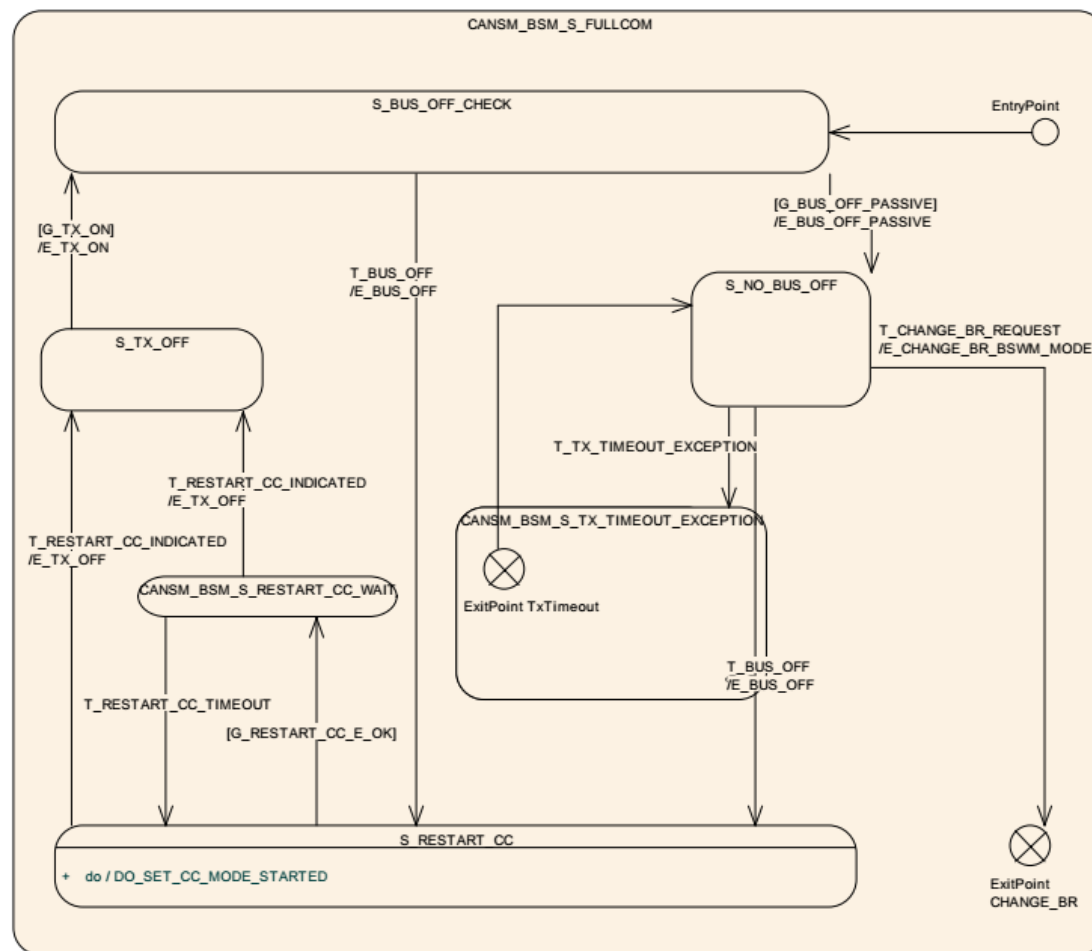 CANSM_BSM_S_FULLCOM
S_BUS_OFF_CHECK
EntryPoint
[G_BUS_OFF_PASSIVE]
/E_BUS_OFF_PASSIVE
[G_TX_ON]
/E_TX_ON
T_BUS_OFF
/E_BUS_OFF
S_NO_BUS_OFF
S_TX_OFF
T_CHANGE_BR_REQUEST
/E_CHANGE_BR_BSWM_MODE
T_TX_TIMEOUT_EXCEPTION
T_RESTART_CC_INDICATED
/E_TX_OFF
CANSM_BSM_S_TX_TIMEOUT_EXCEPTION
T_RESTART_CC_INDICATED
/E_TX_OFF
CANSM_BSM_S_RESTART_CC_WAIT
ExitPoint TxTimeout
T_BUS_OFF
/E_BUS_OFF
T_RESTART_CC_TIMEOUT
[G_RESTART_CC_E_OK]
S_RESTART_CC
+ do / DO_SET_CC_MODE_STARTED
ExitPoint
CHANGE_BR